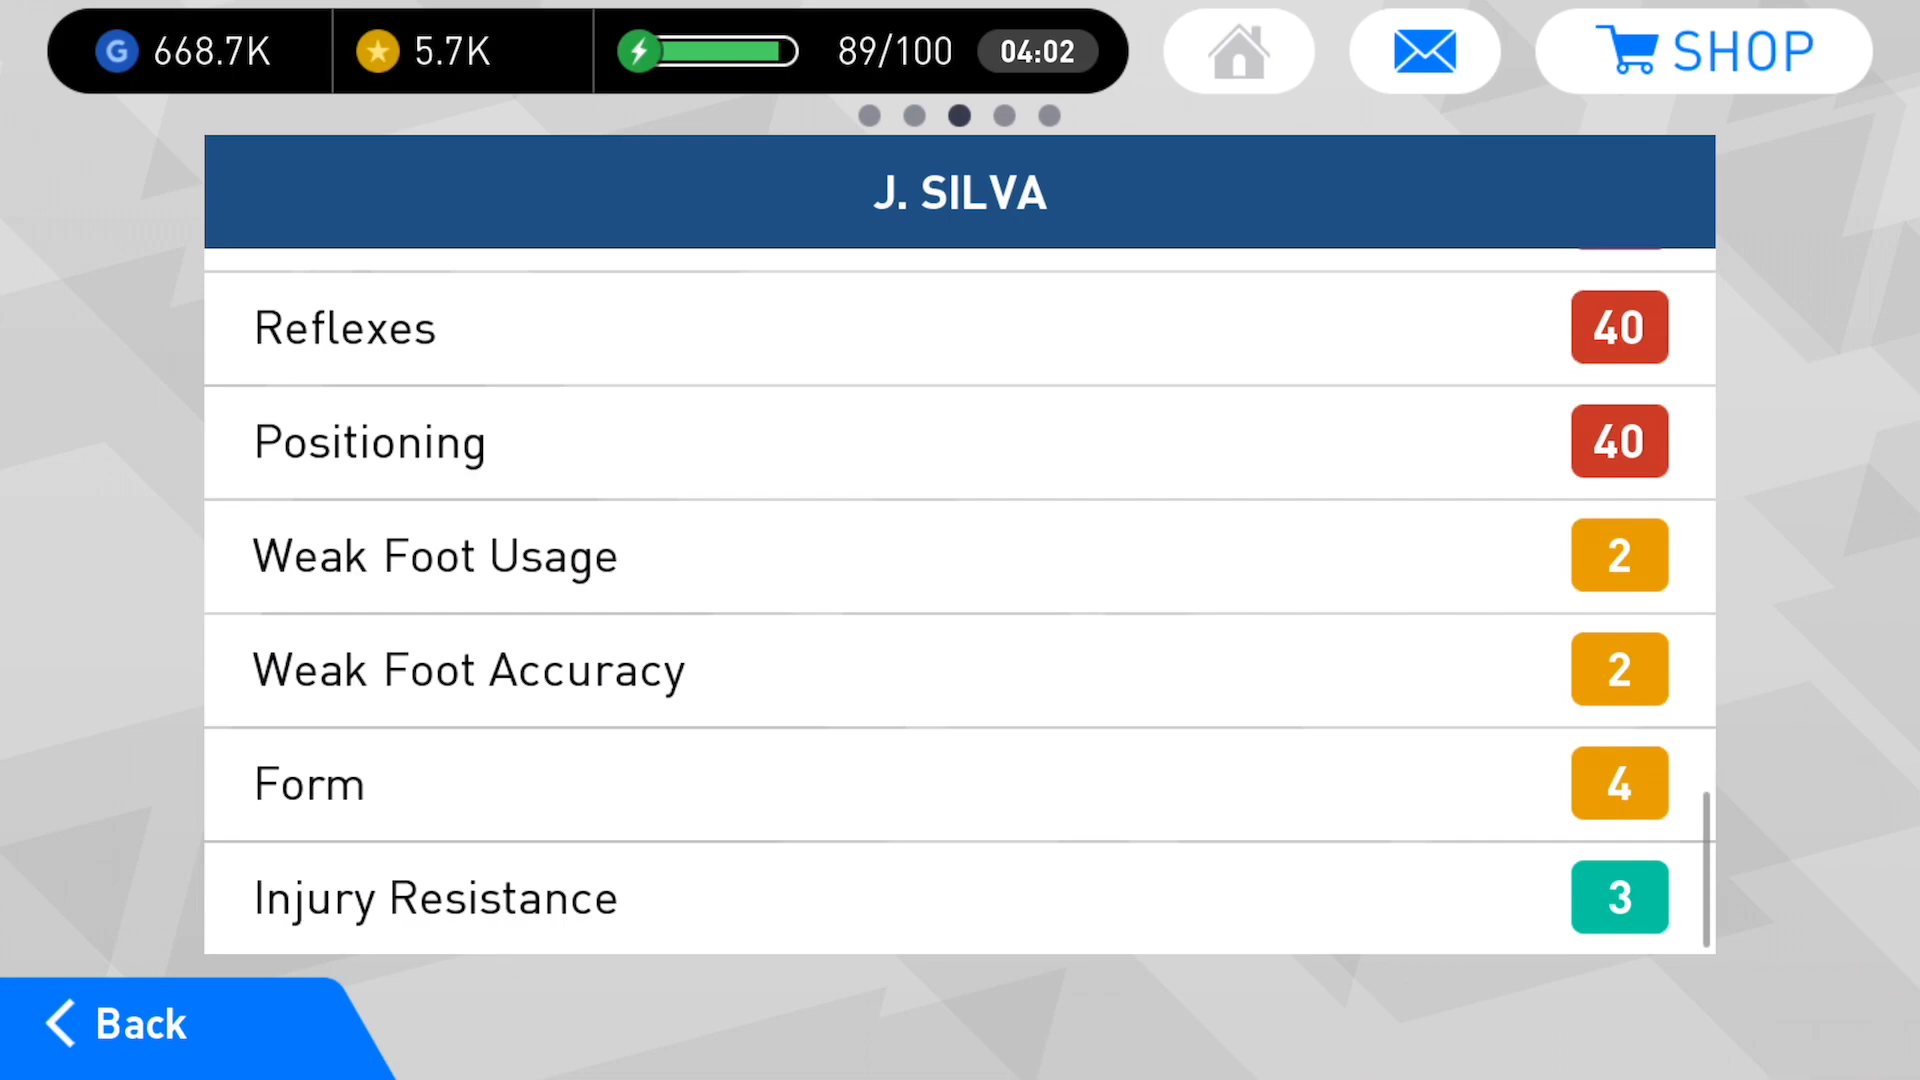 G 668.7K 5.7K 89/100 04:02 SHOP
J. SILVA
Reflexes 40
Positioning 40
Weak Foot Usage 2
Weak Foot Accuracy 2
Form 4
Injury Resistance 3
Back